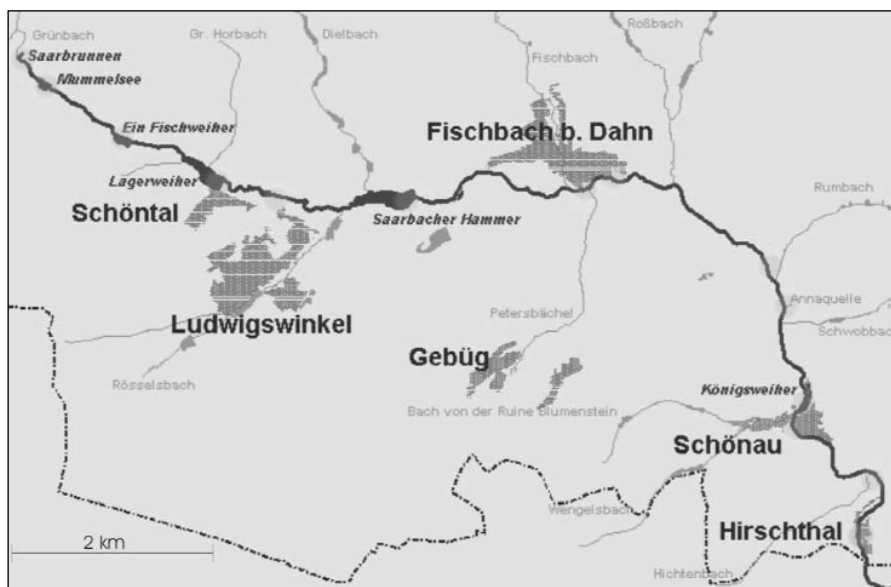 Grünbach
Gr. Horbach
Dielbach
Roßbach
Saarbrunnen
Mummelsee
Fischbach
Ein Fischweiher
Fischbach b. Dahn
Lagerweiher
Rumbach
Schöntal
Saarbacher Hammer
Annaquelle
Petersbächel
Ludwigswinkel
Schwobbac
Gebüg
Rösselsbach
Königsweiher
Bach von der Ruine Blumenstein
Schönau
Wengelsbach
Hirschthal
2 km
Hichtenbach